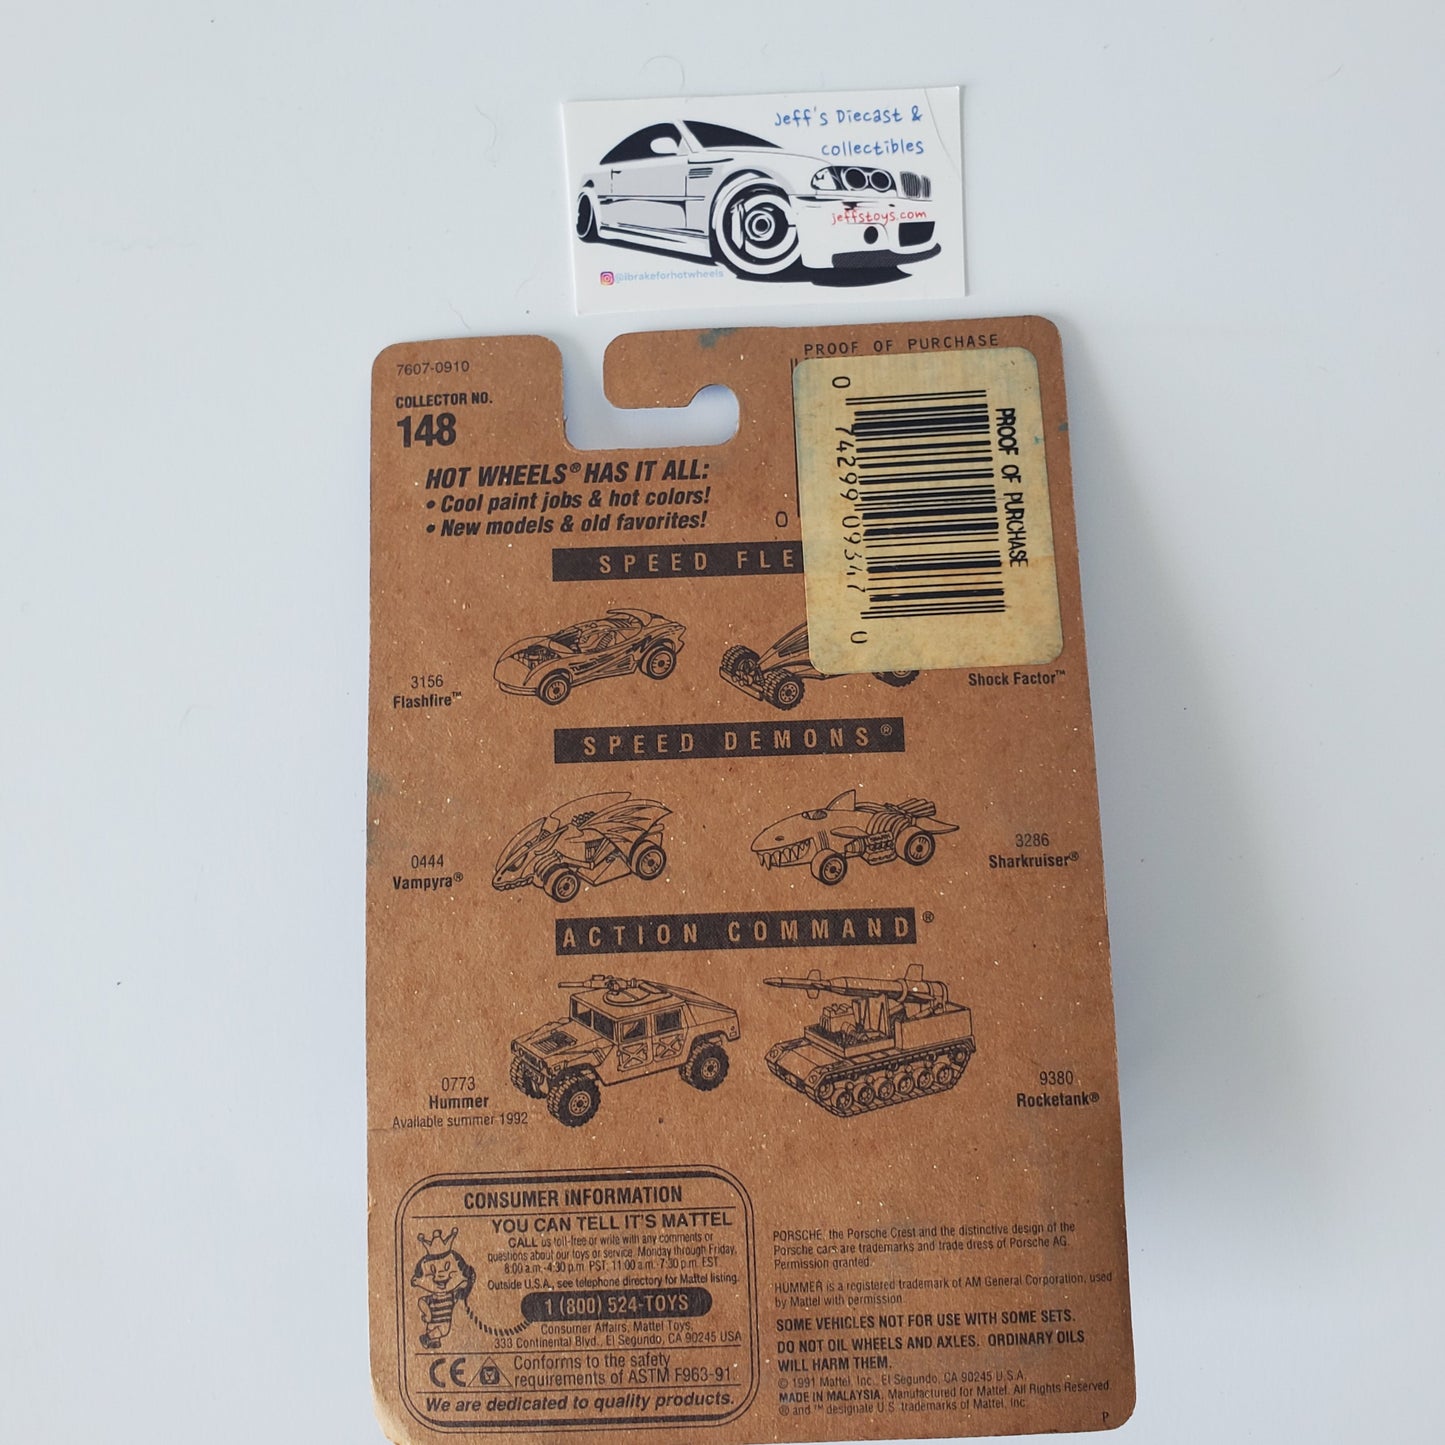 Jeff's Diecast &
collectibles
jeffstoys.com
@ibrakeforhotwheels
7607-0910
COLLECTOR NO.
148
PROOF OF PURCHASE
HOT WHEELS® HAS IT ALL:
• Cool paint jobs & hot colors!
• New models & old favorites!
0
0 74299 09347 0
PROOF OF PURCHASE
SPEED FLE
3156
Flashfire™
Shock Factor™
SPEED DEMONS®
0444
Vampyra®
3286
Sharkruiser®
ACTION COMMAND®
0773
Hummer
Available summer 1992
9380
Rocketank®
CONSUMER INFORMATION
YOU CAN TELL IT'S MATTEL
CALL us toll-free or write with any comments or
questions about our toys or service, Monday through Friday,
8:00 a.m.-4:30 p.m. PST; 11:00 a.m.-7:30 p.m. EST.
Outside U.S.A., see telephone directory for Mattel listing.
1 (800) 524-TOYS
Consumer Affairs, Mattel Toys,
333 Continental Blvd., El Segundo, CA 90245 USA
CE Conforms to the safety
requirements of ASTM F963-91.
We are dedicated to quality products.
PORSCHE, the Porsche Crest and the distinctive design of the
Porsche cars are trademarks and trade dress of Porsche AG.
Permission granted.
HUMMER is a registered trademark of AM General Corporation, used
by Mattel with permission.
SOME VEHICLES NOT FOR USE WITH SOME SETS.
DO NOT OIL WHEELS AND AXLES. ORDINARY OILS
WILL HARM THEM.
© 1991 Mattel, Inc., El Segundo, CA 90245 U.S.A.
MADE IN MALAYSIA. Manufactured for Mattel. All Rights Reserved.
® and ™ designate U.S. trademarks of Mattel, Inc.
P